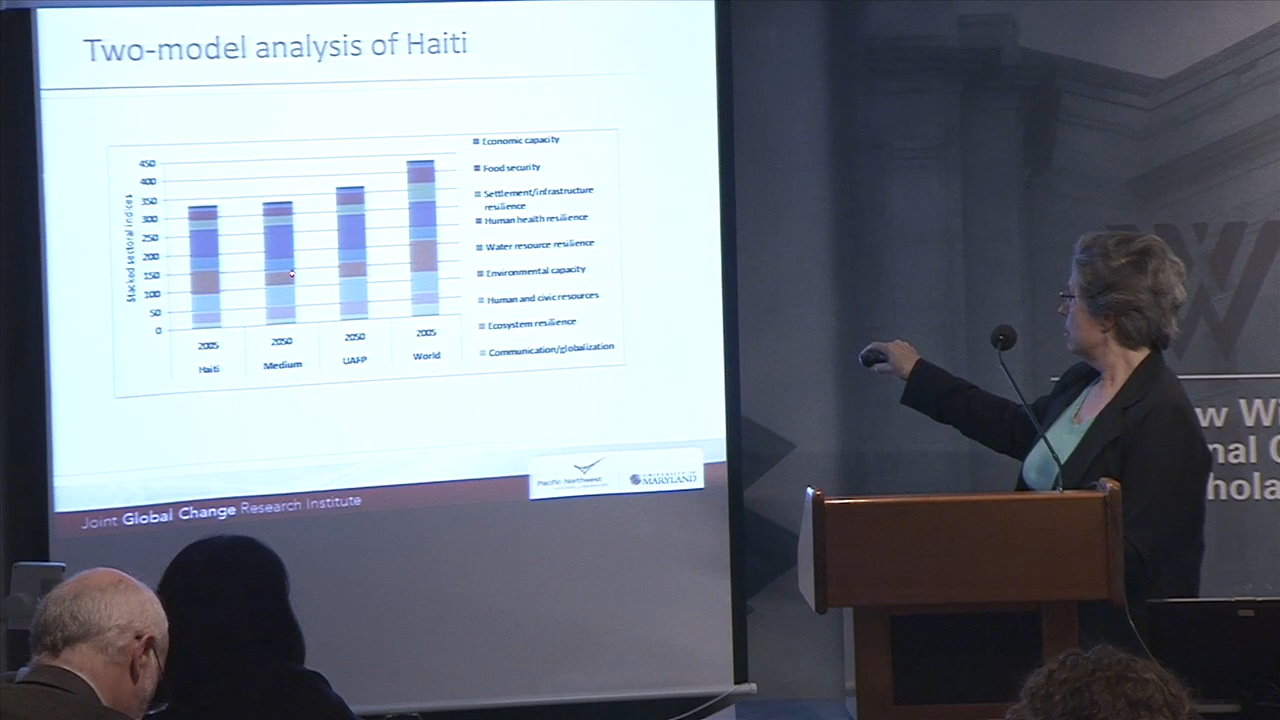 Two-model analysis of Haiti
Stacked sectoral indices
450
400
350
300
250
200
150
100
50
0
2005
2050
2050
2005
Haiti
Medium
UAFP
World
Economic capacity
Food security
Settlement/infrastructure
resilience
Human health resilience
Water resource resilience
Environmental capacity
Human and civic resources
Ecosystem resilience
Communication/globalization
Pacific Northwest
UNIVERSITY OF
MARYLAND
Joint Global Change Research Institute
w Wi
nal C
hola